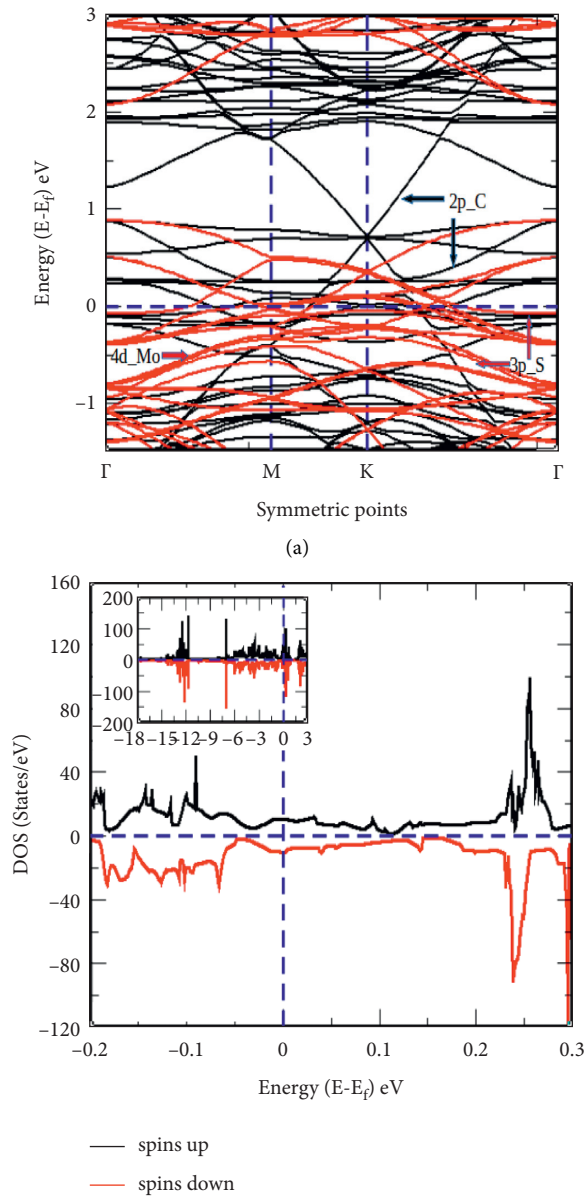 3
2
1
0
−1
Energy (E-E_f) eV
2p_C
4d_Mo
3p_S
Γ M K Γ
Symmetric points
(a)
160
120
80
40
0
−40
−80
−120
DOS (States/eV)
200
100
0
−100
200
−18 −15 −12 −9 −6 −3 0 3
−0.2 −0.1 0 0.1 0.2 0.3
Energy (E-E_f) eV
spins up
spins down